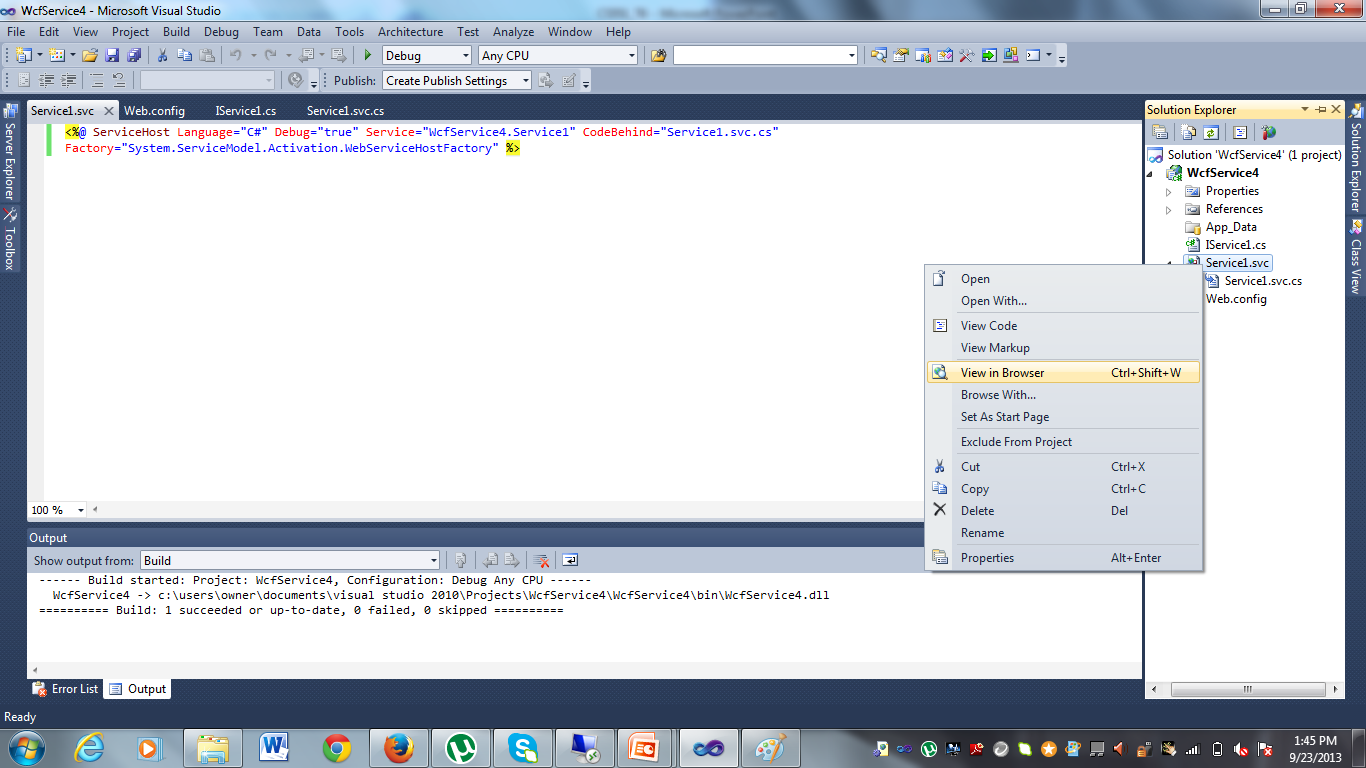 WcfService4 - Microsoft Visual Studio
File Edit View Project Build Debug Team Data Tools Architecture Test Analyze Window Help
Debug Any CPU
Publish: Create Publish Settings
Service1.svc Web.config IService1.cs Service1.svc.cs
<%@ ServiceHost Language="C#" Debug="true" Service="WcfService4.Service1" CodeBehind="Service1.svc.cs"
Factory="System.ServiceModel.Activation.WebServiceHostFactory" %>
Server Explorer
Toolbox
100 %
Solution Explorer
Solution 'WcfService4' (1 project)
WcfService4
Properties
References
App_Data
IService1.cs
Service1.svc
Service1.svc.cs
Web.config
Solution Explorer
Class View
Open
Open With...
View Code
View Markup
View in Browser Ctrl+Shift+W
Browse With...
Set As Start Page
Exclude From Project
Cut Ctrl+X
Copy Ctrl+C
Delete Del
Rename
Properties Alt+Enter
Output
Show output from: Build
------ Build started: Project: WcfService4, Configuration: Debug Any CPU ------
WcfService4 -> c:\users\owner\documents\visual studio 2010\Projects\WcfService4\WcfService4\bin\WcfService4.dll
========== Build: 1 succeeded or up-to-date, 0 failed, 0 skipped ==========
Error List Output
Ready
1:45 PM
9/23/2013